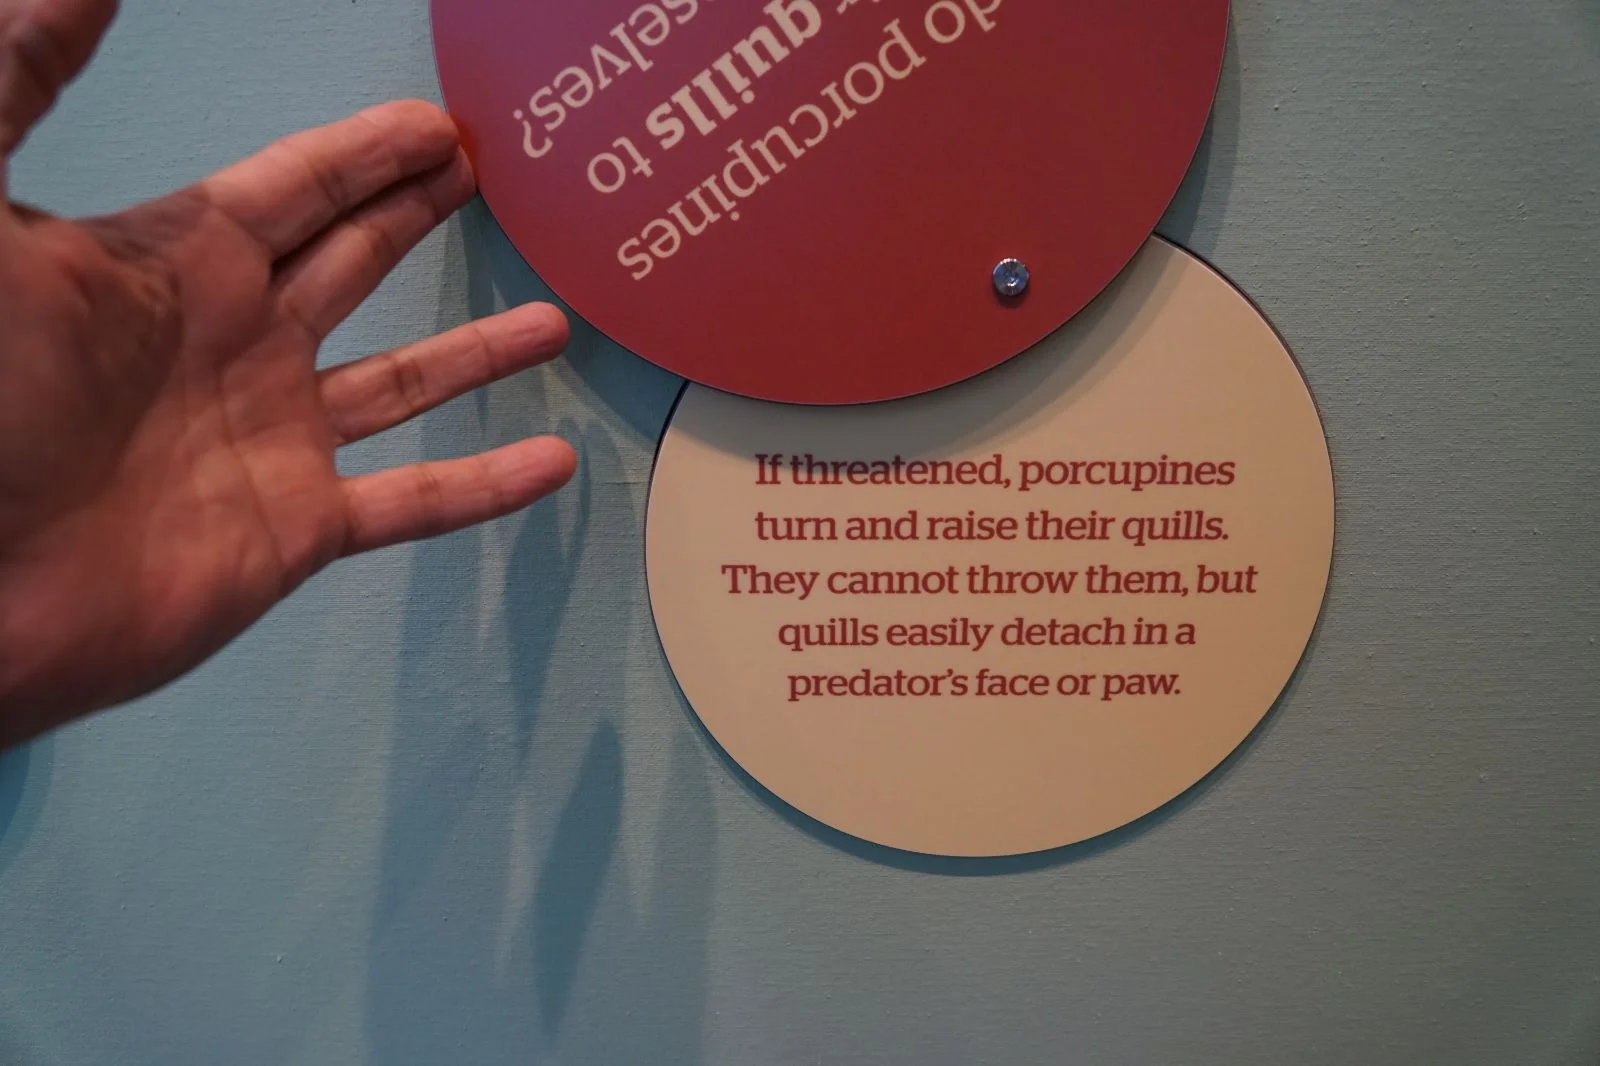 do porcupines
quills to
selves?
If threatened, porcupines
turn and raise their quills.
They cannot throw them, but
quills easily detach in a
predator’s face or paw.